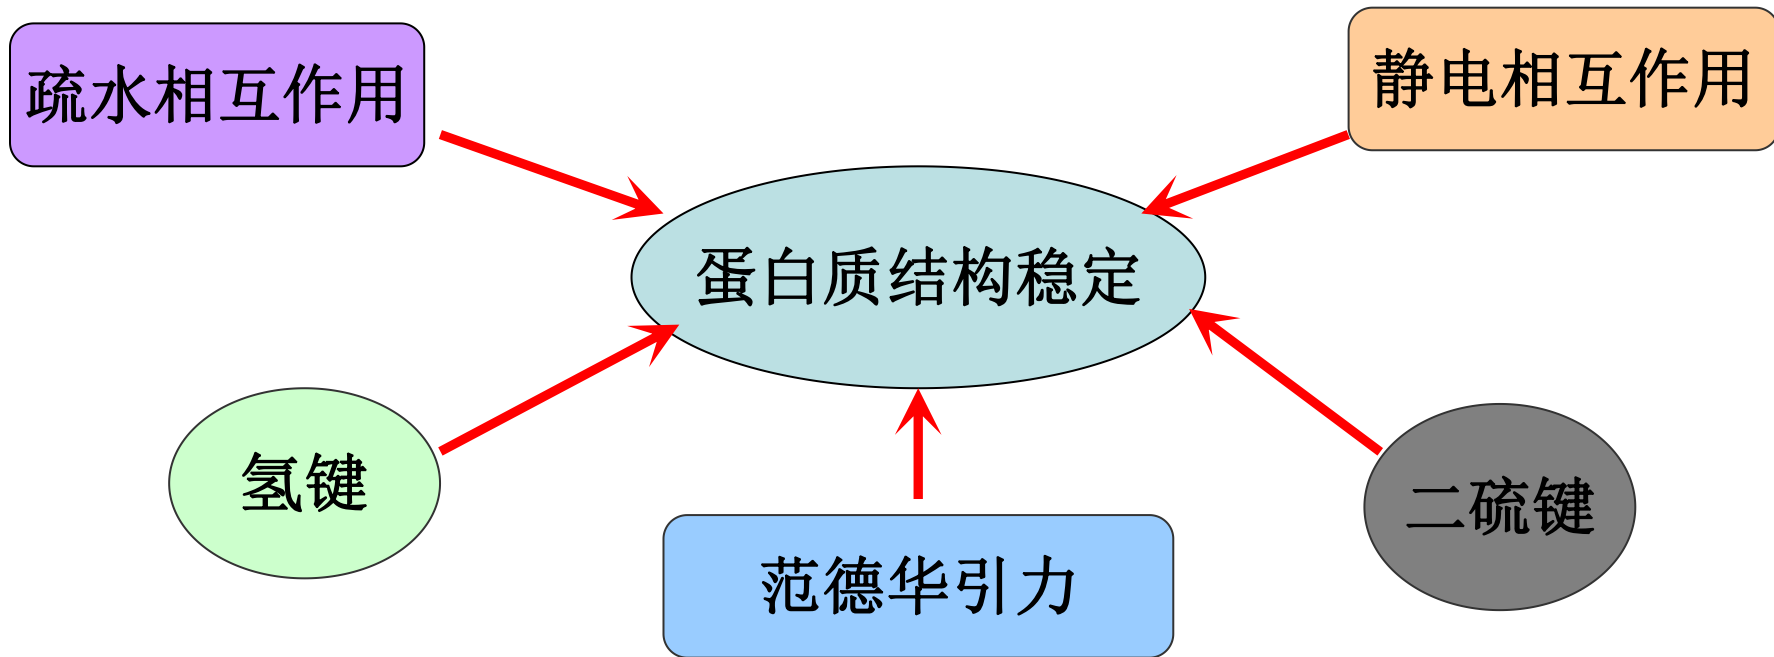 疏水相互作用
静电相互作用
蛋白质结构稳定
氢键
二硫键
范德华引力